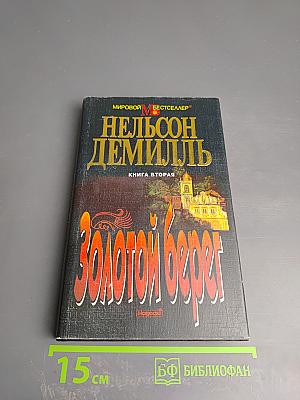 МИРОВОЙ БЕСТСЕЛЛЕР
НЕЛЬСОН
ДЕМИЛЛЬ
КНИГА ВТОРАЯ
Золотой берег
15 см
БФ БИБЛИОФАН